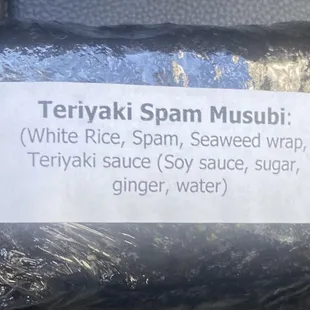 Teriyaki Spam Musubi:
(White Rice, Spam, Seaweed wrap,
Teriyaki sauce (Soy sauce, sugar,
ginger, water)